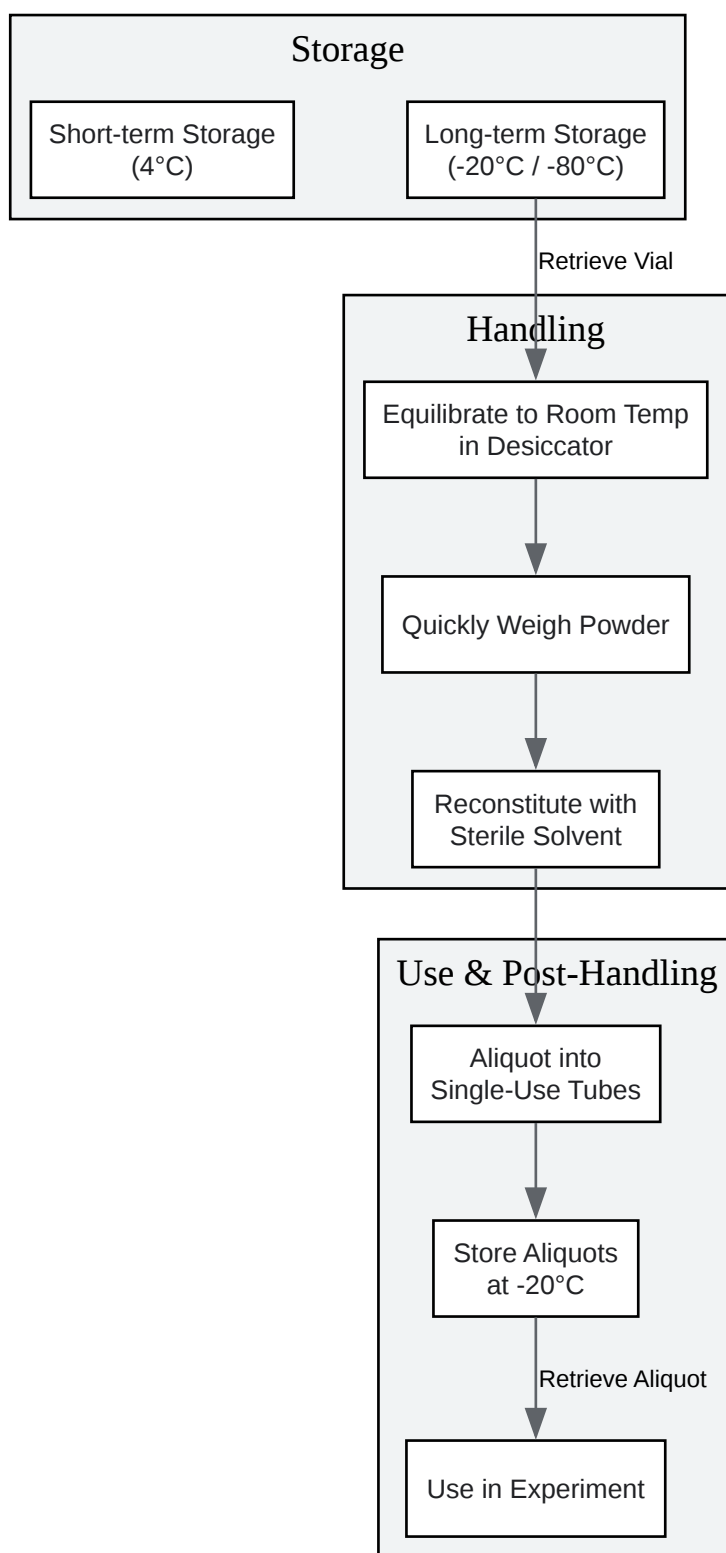 Storage
Short-term Storage
(4°C)
Long-term Storage
(-20°C / -80°C)
Retrieve Vial
Handling
Equilibrate to Room Temp
in Desiccator
Quickly Weigh Powder
Reconstitute with
Sterile Solvent
Use & Post-Handling
Aliquot into
Single-Use Tubes
Store Aliquots
at -20°C
Retrieve Aliquot
Use in Experiment